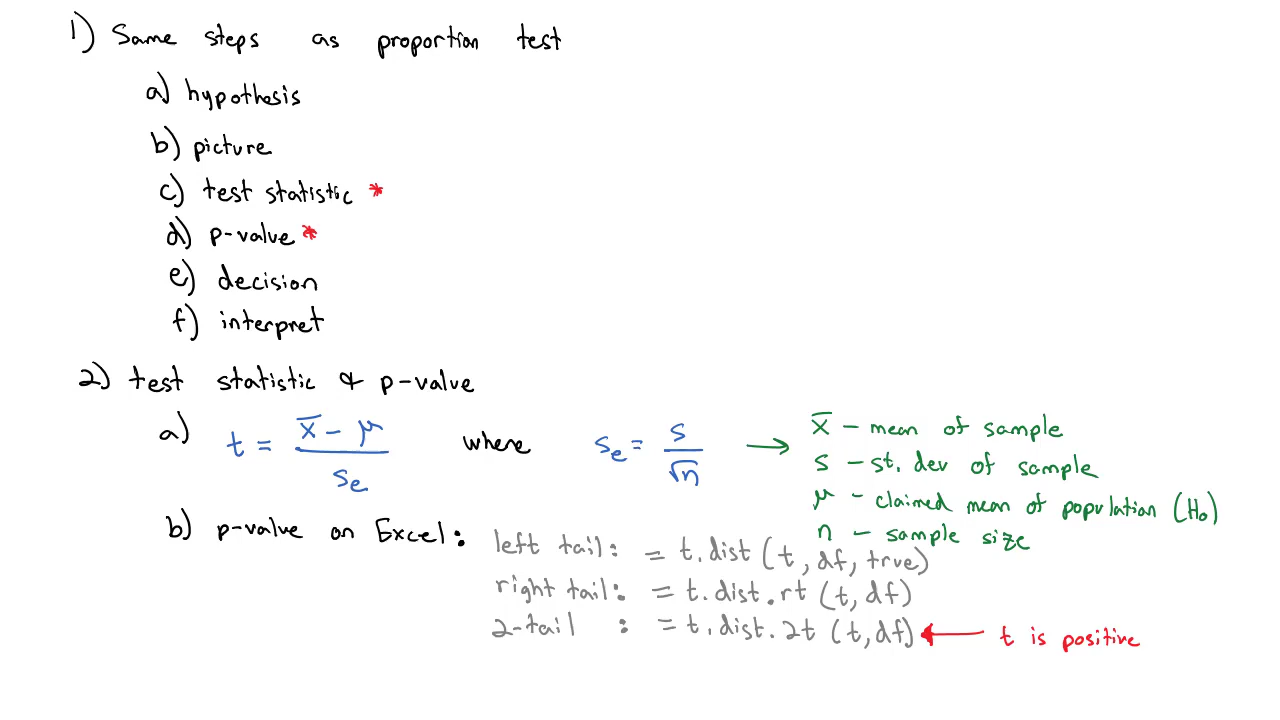 1) Same steps as proportion test
a) hypothesis
b) picture
c) test statistic *
d) p-value *
e) decision
f) interpret
2) test statistic & p-value
a) t = (x̄ - μ) / se where se = s / √n → x̄ - mean of sample
s - st. dev of sample
μ - claimed mean of population (H₀)
n - sample size
b) p-value on Excel:
left tail: = t.dist (t, df, true)
right tail: = t.dist.rt (t, df)
2-tail : = t.dist.2t (t, df) ← t is positive